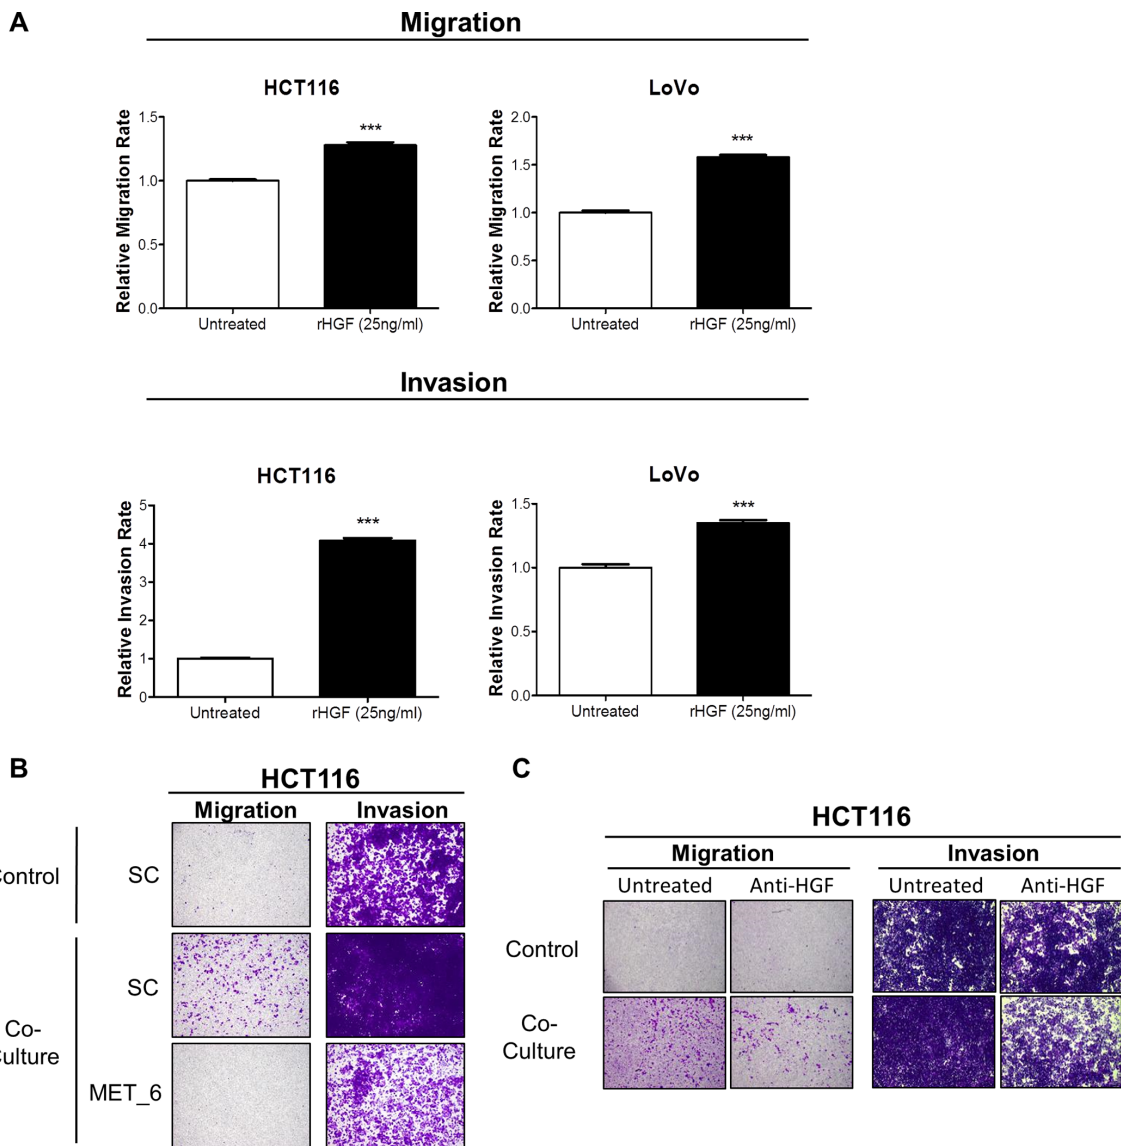 A
Migration
HCT116
LoVo
Relative Migration Rate
1.5
1.0
0.5
0.0
Untreated
rHGF (25ng/ml)
***
Relative Migration Rate
2.0
1.5
1.0
0.5
0.0
Untreated
rHGF (25ng/ml)
***
Invasion
HCT116
LoVo
Relative Invasion Rate
5
4
3
2
1
0
Untreated
rHGF (25ng/ml)
***
Relative Invasion Rate
1.5
1.0
0.5
0.0
Untreated
rHGF (25ng/ml)
***
B
HCT116
Migration Invasion
ontrol
SC
Co-
ulture
SC
MET_6
C
HCT116
Migration Invasion
Untreated Anti-HGF Untreated Anti-HGF
Control
Co-
Culture